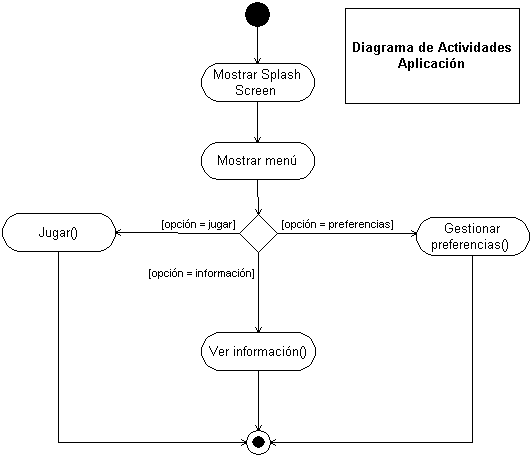 Diagrama de Actividades
Aplicación
Mostrar Splash
Screen
Mostrar menú
[opción = jugar]
[opción = preferencias]
Jugar()
Gestionar
preferencias()
[opción = información]
Ver información()